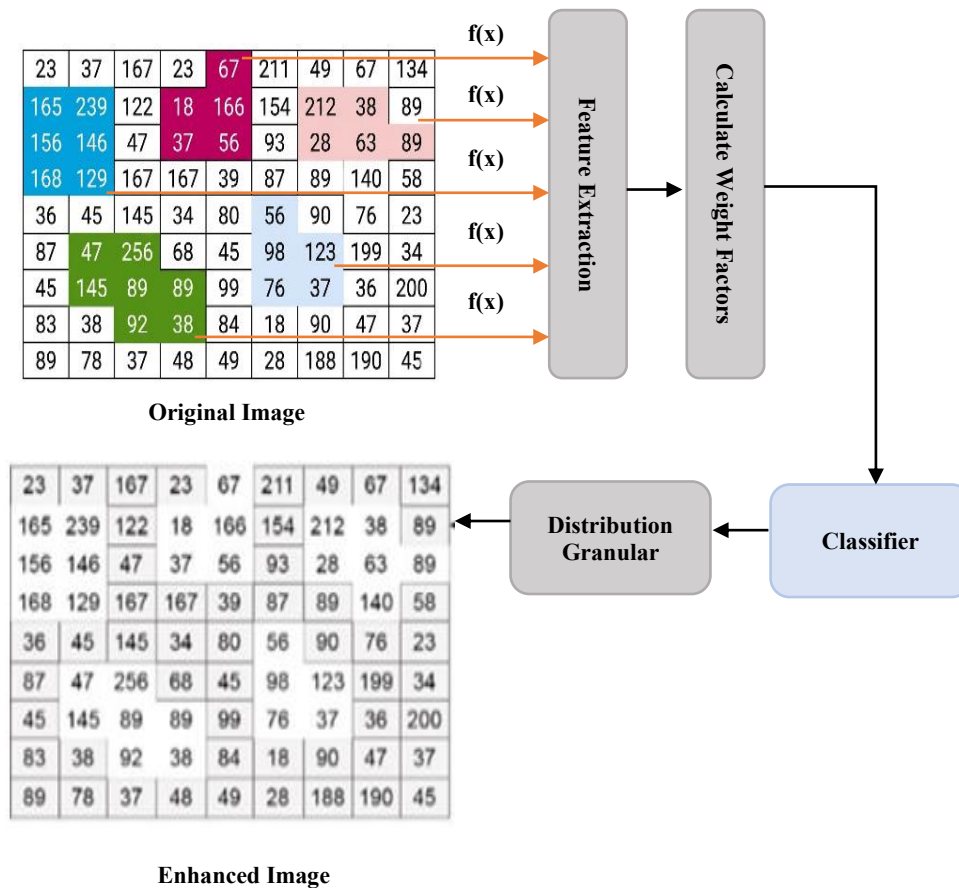 f(x)
23 37 167 23 67 211 49 67 134
165 239 122 18 166 154 212 38 89
f(x)
156 146 47 37 56 93 28 63 89
f(x)
168 129 167 167 39 87 89 140 58
36 45 145 34 80 56 90 76 23
f(x)
87 47 256 68 45 98 123 199 34
45 145 89 89 99 76 37 36 200
f(x)
83 38 92 38 84 18 90 47 37
89 78 37 48 49 28 188 190 45
Original Image
Feature Extraction
Calculate Weight
Factors
Classifier
Distribution
Granular
23 37 167 23 67 211 49 67 134
165 239 122 18 166 154 212 38 89
156 146 47 37 56 93 28 63 89
168 129 167 167 39 87 89 140 58
36 45 145 34 80 56 90 76 23
87 47 256 68 45 98 123 199 34
45 145 89 89 99 76 37 36 200
83 38 92 38 84 18 90 47 37
89 78 37 48 49 28 188 190 45
Enhanced Image